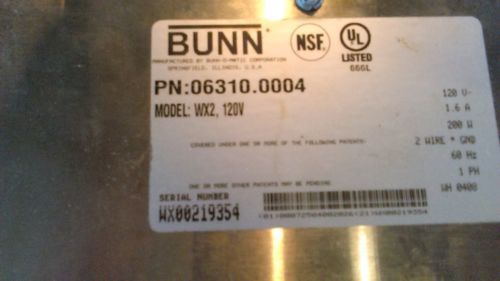 BUNN
NSF
UL
LISTED
666L
MANUFACTURED BY BUNN-O-MATIC CORPORATION
SPRINGFIELD, ILLINOIS, U.S.A
PN:06310.0004
MODEL: WX2, 120V
120 V~
1.6 A
200 W
COVERED UNDER ONE OR MORE OF THE FOLLOWING PATENTS:
2 WIRE * GND
60 Hz
1 PH
ONE OR MORE OTHER PATENTS MAY BE PENDING
WH 0408
SERIAL NUMBER
WX00219354